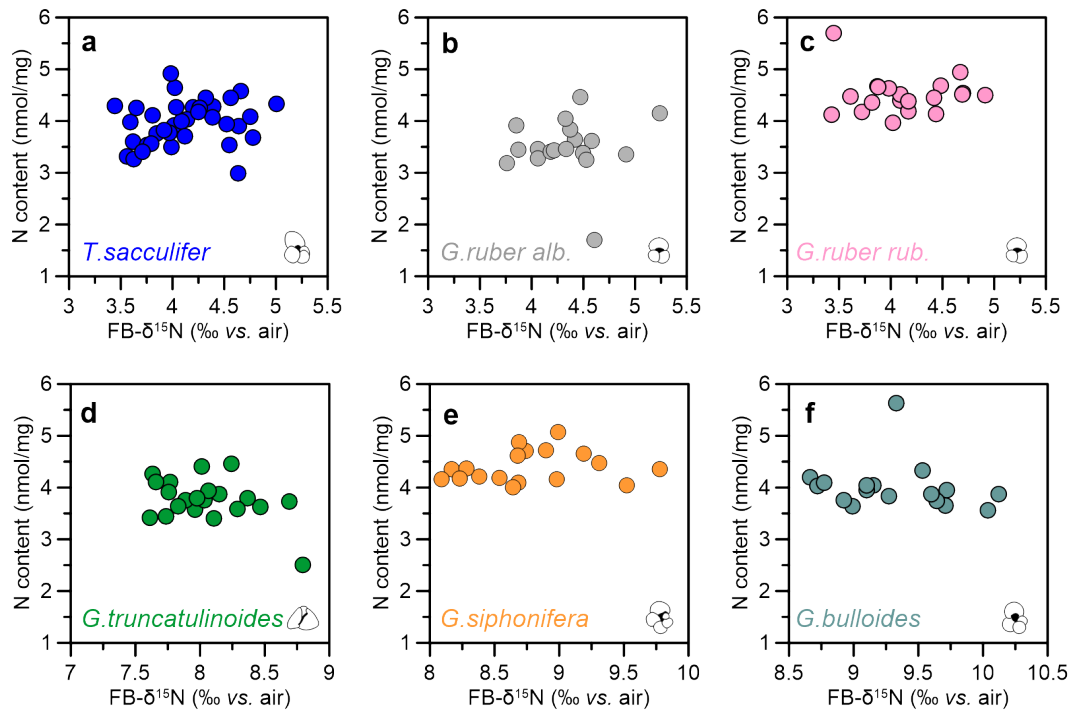 a
6
5
4
3
2
1
N content (nmol/mg)
T.sacculifer
3 3.5 4 4.5 5 5.5
FB-δ¹⁵N (‰ vs. air)
b
6
5
4
3
2
1
N content (nmol/mg)
G.ruber alb.
3 3.5 4 4.5 5 5.5
FB-δ¹⁵N (‰ vs. air)
c
6
5
4
3
2
1
N content (nmol/mg)
G.ruber rub.
3 3.5 4 4.5 5 5.5
FB-δ¹⁵N (‰ vs. air)
d
6
5
4
3
2
1
N content (nmol/mg)
G.truncatulinoides
7 7.5 8 8.5 9
FB-δ¹⁵N (‰ vs. air)
e
6
5
4
3
2
1
N content (nmol/mg)
G.siphonifera
8 8.5 9 9.5 10
FB-δ¹⁵N (‰ vs. air)
f
6
5
4
3
2
1
N content (nmol/mg)
G.bulloides
8.5 9 9.5 10 10.5
FB-δ¹⁵N (‰ vs. air)